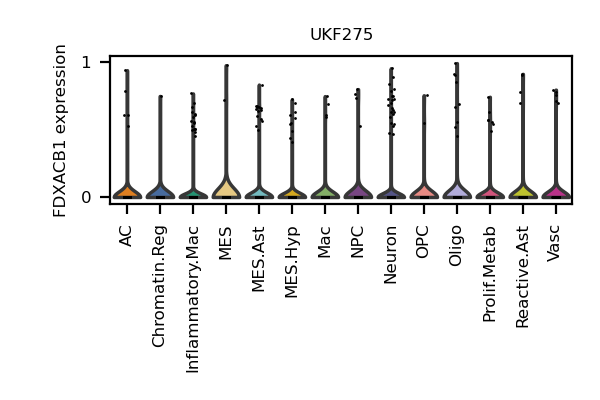 UKF275
FDXACB1 expression
1
0
AC
Chromatin.Reg
Inflammatory.Mac
MES
MES.Ast
MES.Hyp
Mac
NPC
Neuron
OPC
Oligo
Prolif.Metab
Reactive.Ast
Vasc